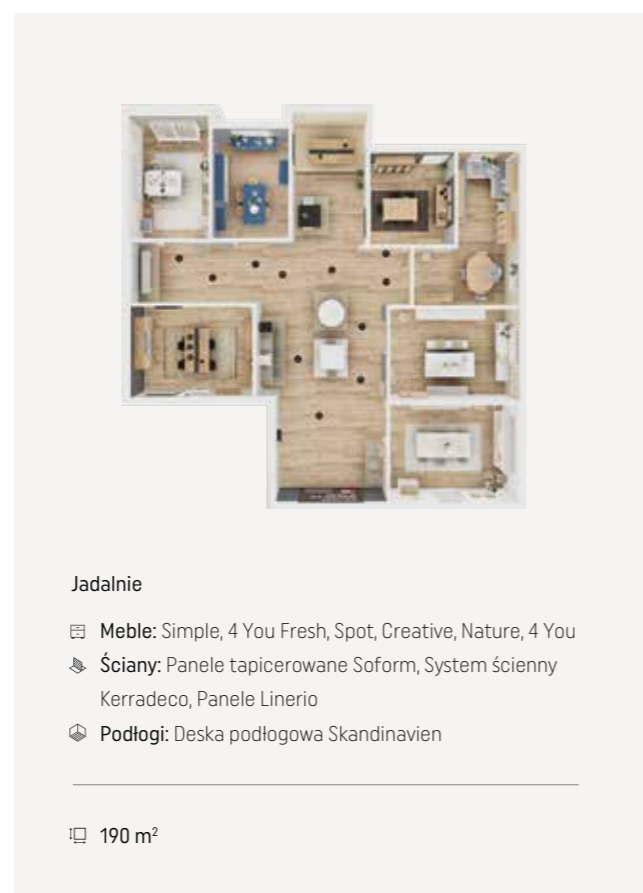 Jadalnie
Meble: Simple, 4 You Fresh, Spot, Creative, Nature, 4 You
Ściany: Panele tapicerowane Soform, System ścienny
Kerradeco, Panele Linerio
Podłogi: Deska podłogowa Skandinavien
190 m²